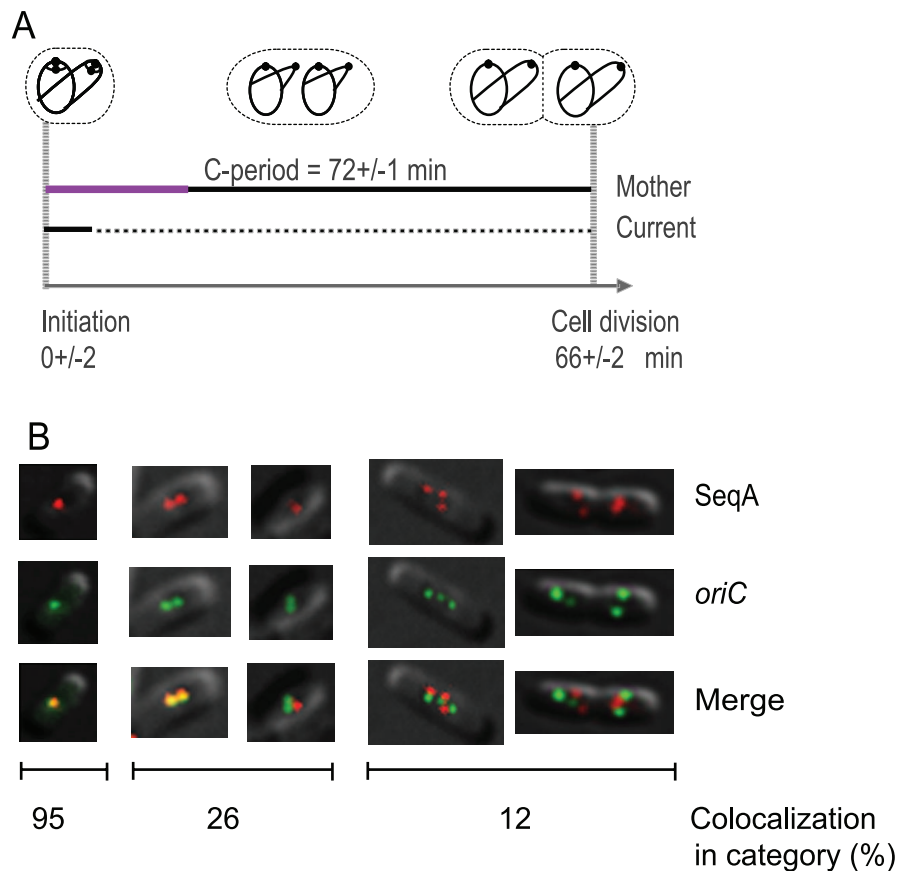 A
C-period = 72+/-1 min
Mother
Current
Initiation
0+/-2
Cell division
66+/-2 min
B
SeqA
oriC
Merge
95
26
12
Colocalization
in category (%)